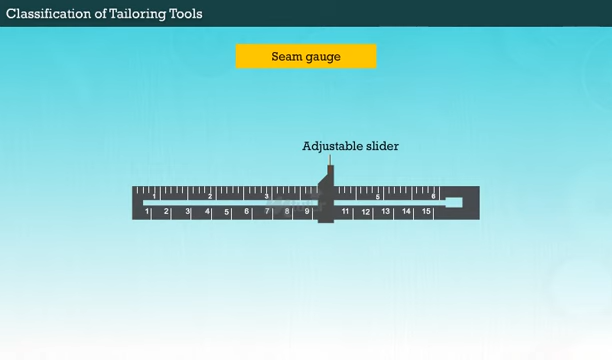 Classification of Tailoring Tools
Seam gauge
Adjustable slider
1 2 3 5 6
1 2 3 4 5 6 7 8 9 11 12 13 14 15